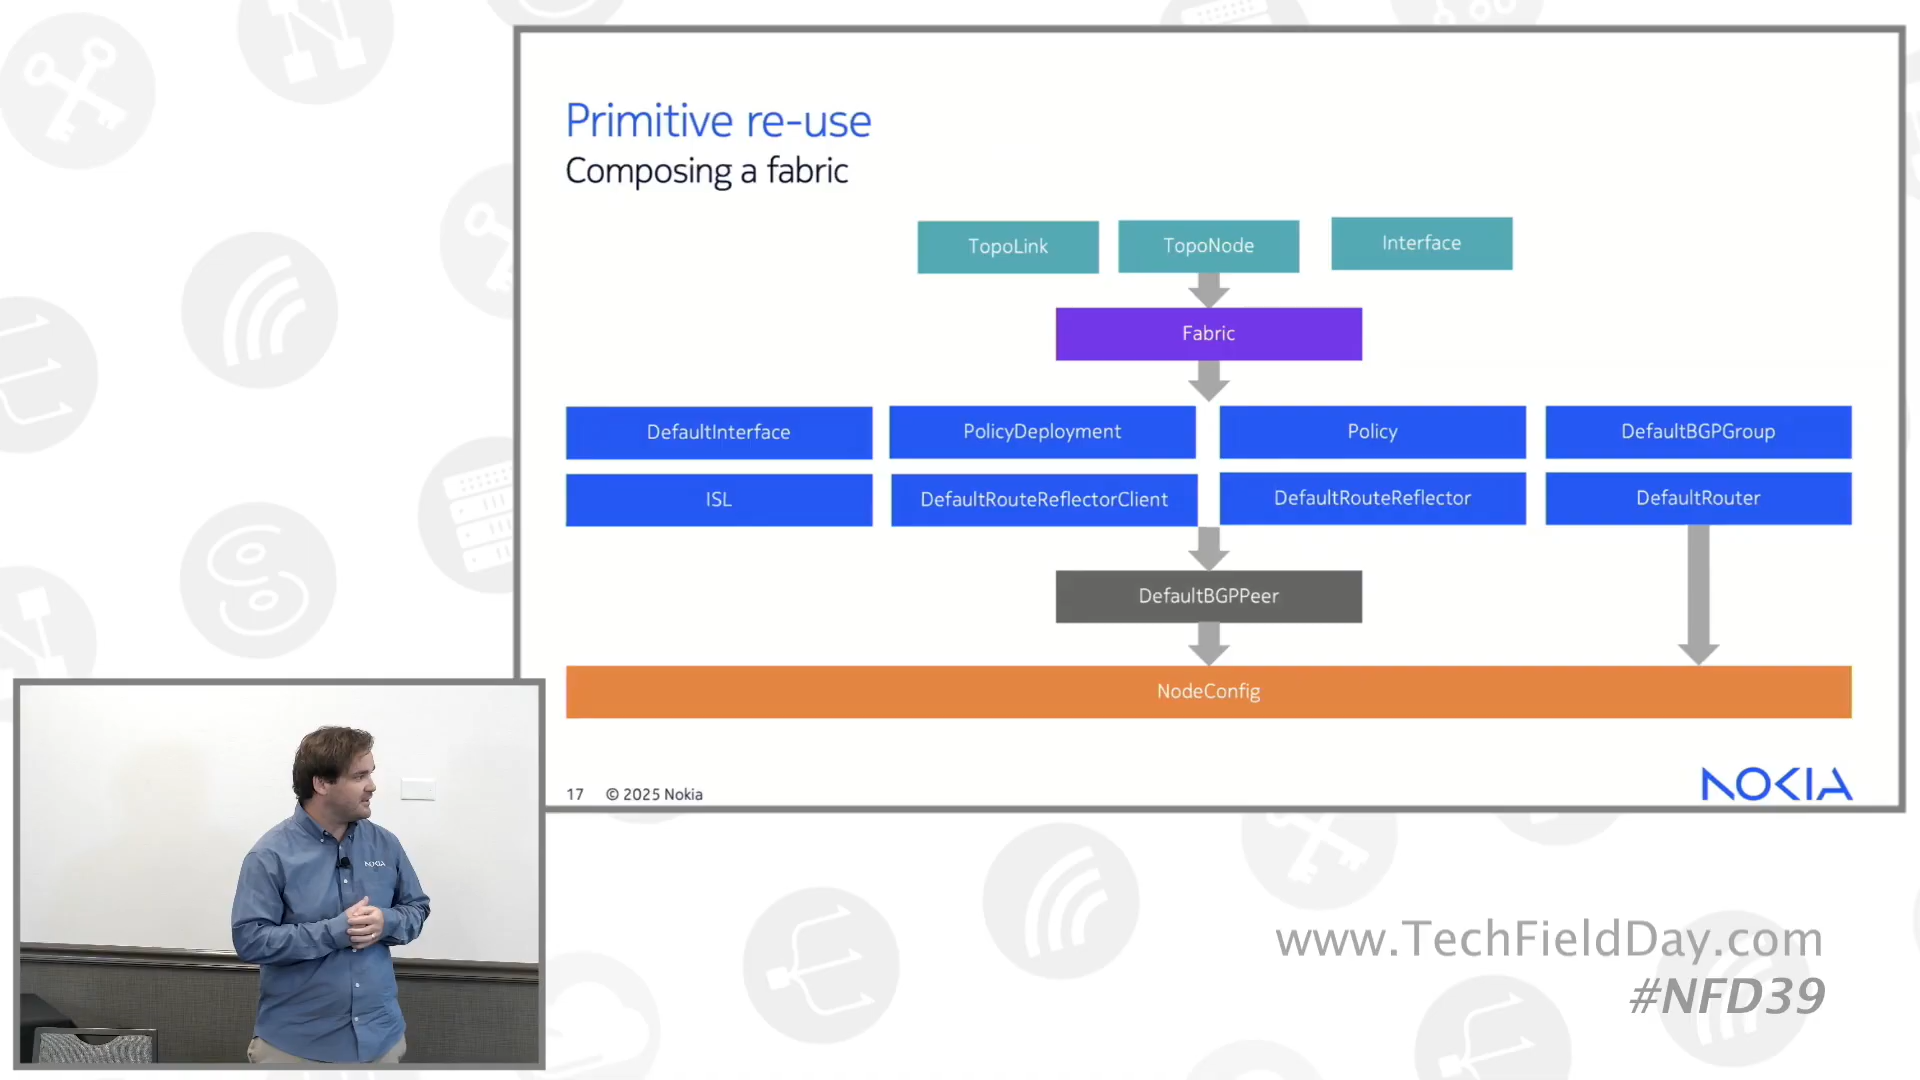 Primitive re-use
Composing a fabric
TopoLink TopoNode Interface
Fabric
DefaultInterface PolicyDeployment Policy DefaultBGPGroup
ISL DefaultRouteReflectorClient DefaultRouteReflector DefaultRouter
DefaultBGPPeer
NodeConfig
17 © 2025 Nokia
NOKIA
NOKIA
www.TechFieldDay.com
#NFD39